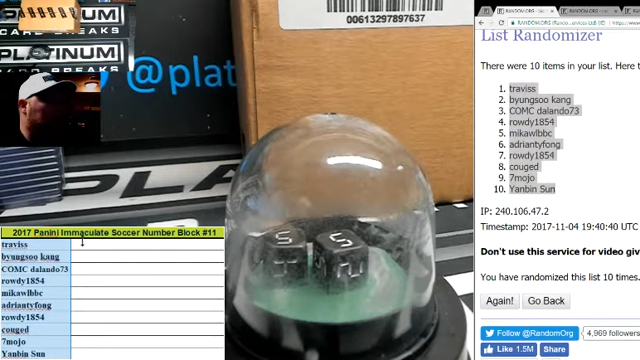 PLATINUM
PLATINUM
CARD BREAKS
@plat
00613297897637
2017 Panini Immaculate Soccer Number Block #11
traviss
byungsoo kang
COMC dalando73
rowdy1854
mikawlbbc
adriantyfong
rowdy1854
couged
7mojo
Yanbin Sun
List Randomizer
There were 10 items in your list. Here t
1. traviss
2. byungsoo kang
3. COMC dalando73
4. rowdy1854
5. mikawlbbc
6. adriantyfong
7. rowdy1854
8. couged
9. 7mojo
10. Yanbin Sun
IP: 240.106.47.2
Timestamp: 2017-11-04 19:40:40 UTC
Don't use this service for video giv
You have randomized this list 10 times.
Again!
Go Back
Follow @RandomOrg
4,969 followers
Like 1.5M
Share